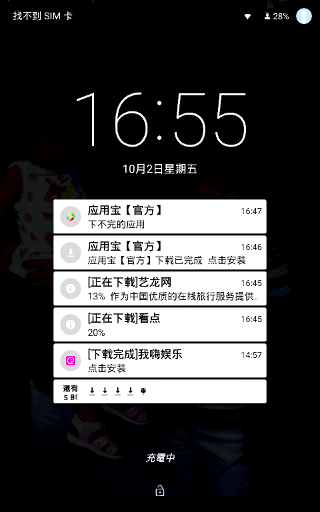 找不到 SIM 卡
28%
16:55
10月2日星期五
应用宝【官方】 16:47
下不完的应用
应用宝【官方】 16:46
应用宝【官方】下载已完成 点击安装
[正在下载]艺龙网 16:45
13% 作为中国优质的在线旅行服务提供..
[正在下载]看点 16:45
20%
[下载完成]我嗨娱乐 14:57
点击安装
還有
5 則
充電中